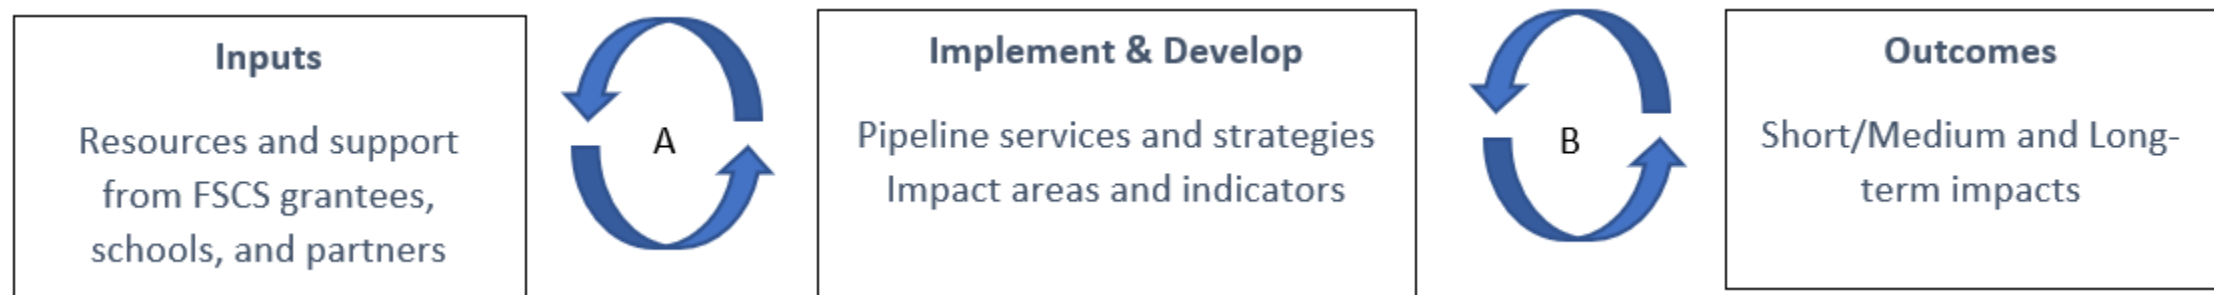 Inputs
Resources and support
from FSCS grantees,
schools, and partners
A
Implement & Develop
Pipeline services and strategies
Impact areas and indicators
B
Outcomes
Short/Medium and Long-
term impacts